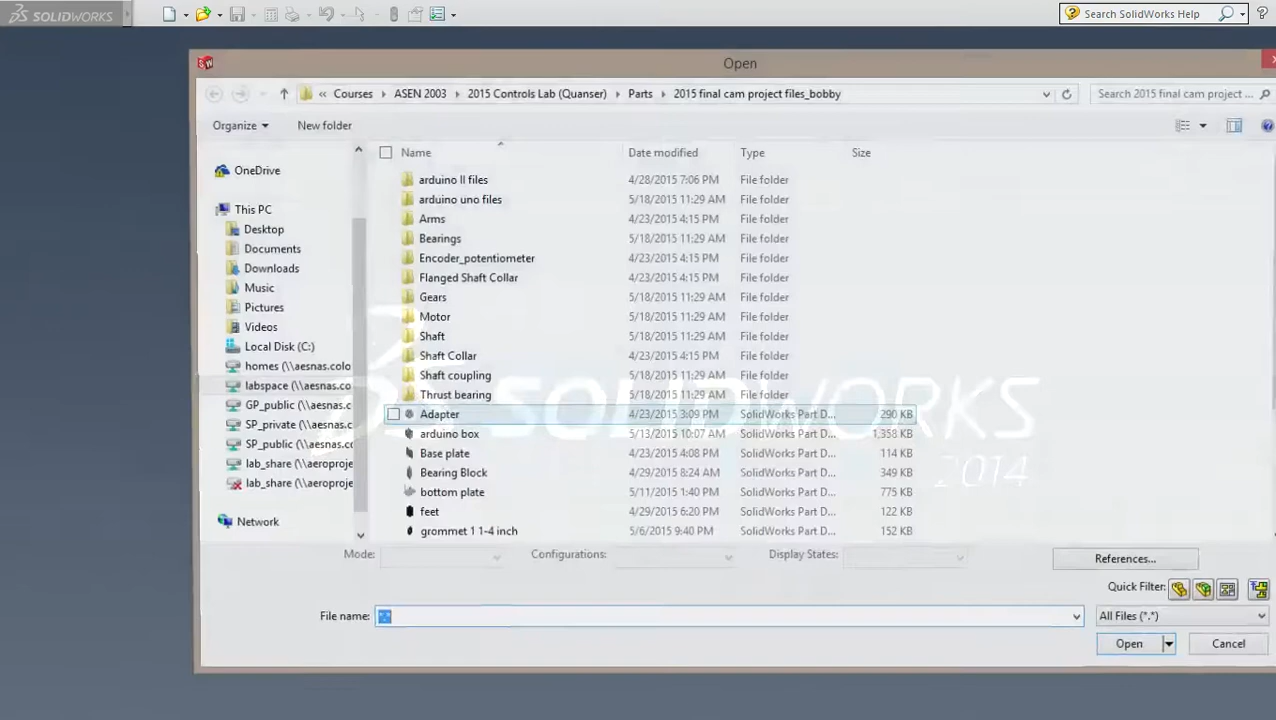 SOLIDWORKS
Search SolidWorks Help
Open
« Courses ASEN 2003 2015 Controls Lab (Quanser) Parts 2015 final cam project files_bobby
Search 2015 final cam project ...
Organize New folder
Name Date modified Type Size
OneDrive
This PC
Desktop
Documents
Downloads
Music
Pictures
Videos
Local Disk (C:)
homes (\\aesnas.colo
labspace (\\aesnas.co
GP_public (\\aesnas.c
SP_private (\\aesnas.c
SP_public (\\aesnas.c
lab_share (\\aeroproje
lab_share (\\aeroproje
Network
arduino II files 4/28/2015 7:06 PM File folder
arduino uno files 5/18/2015 11:29 AM File folder
Arms 4/23/2015 4:15 PM File folder
Bearings 5/18/2015 11:29 AM File folder
Encoder_potentiometer 4/23/2015 4:15 PM File folder
Flanged Shaft Collar 4/23/2015 4:15 PM File folder
Gears 5/18/2015 11:29 AM File folder
Motor 5/18/2015 11:29 AM File folder
Shaft 5/18/2015 11:29 AM File folder
Shaft Collar 4/23/2015 4:15 PM File folder
Shaft coupling 5/18/2015 11:29 AM File folder
Thrust bearing 5/18/2015 11:29 AM File folder
Adapter 4/23/2015 3:09 PM SolidWorks Part D... 290 KB
arduino box 5/13/2015 10:07 AM SolidWorks Part D... 1,358 KB
Base plate 4/23/2015 4:08 PM SolidWorks Part D... 114 KB
Bearing Block 4/29/2015 8:24 AM SolidWorks Part D... 349 KB
bottom plate 5/11/2015 1:40 PM SolidWorks Part D... 775 KB
feet 4/29/2015 6:20 PM SolidWorks Part D... 122 KB
grommet 1 1-4 inch 5/6/2015 9:40 PM SolidWorks Part D... 152 KB
SOLIDWORKS
2014
Mode: Configurations: Display States: References...
Quick Filter:
File name: *.* All Files (*.*)
Open Cancel